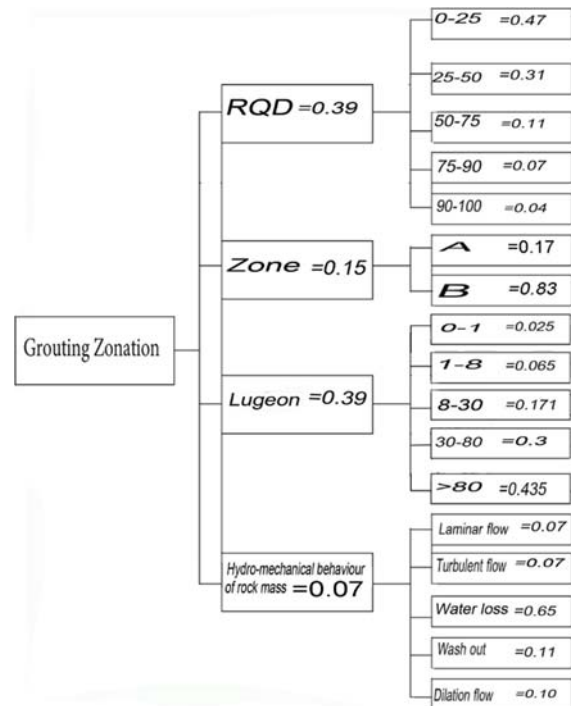 Grouting Zonation
RQD =0.39
0-25 =0.47
25-50 =0.31
50-75 =0.11
75-90 =0.07
90-100 =0.04
Zone =0.15
A =0.17
B =0.83
Lugeon =0.39
0-1 =0.025
1-8 =0.065
8-30 =0.171
30-80 =0.3
>80 =0.435
Hydro-mechanical behaviour
of rock mass =0.07
Laminar flow =0.07
Turbulent flow =0.07
Water loss =0.65
Wash out =0.11
Dilation flow =0.10